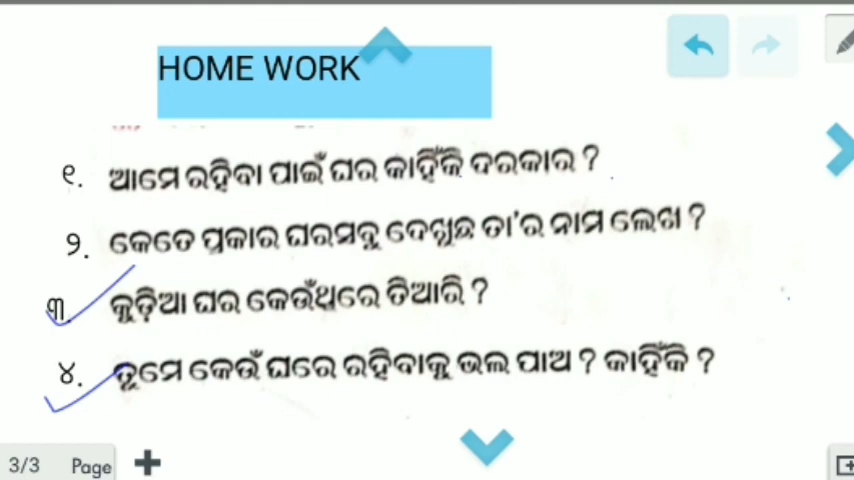 HOME WORK
୧. ଆମେ ରହିବା ପାଇଁ ଘର କାହିଁକି ଦରକାର ?
୨. କେତେ ପ୍ରକାର ଘରସବୁ ଦେଖୁଛ ତା'ର ନାମ ଲେଖ ?
୩. କୁଡ଼ିଆ ଘର କେଉଁଥିରେ ତିଆରି ?
୪. ତୁମେ କେଉଁ ଘରେ ରହିବାକୁ ଭଲ ପାଅ ? କାହିଁକି ?
3/3 Page